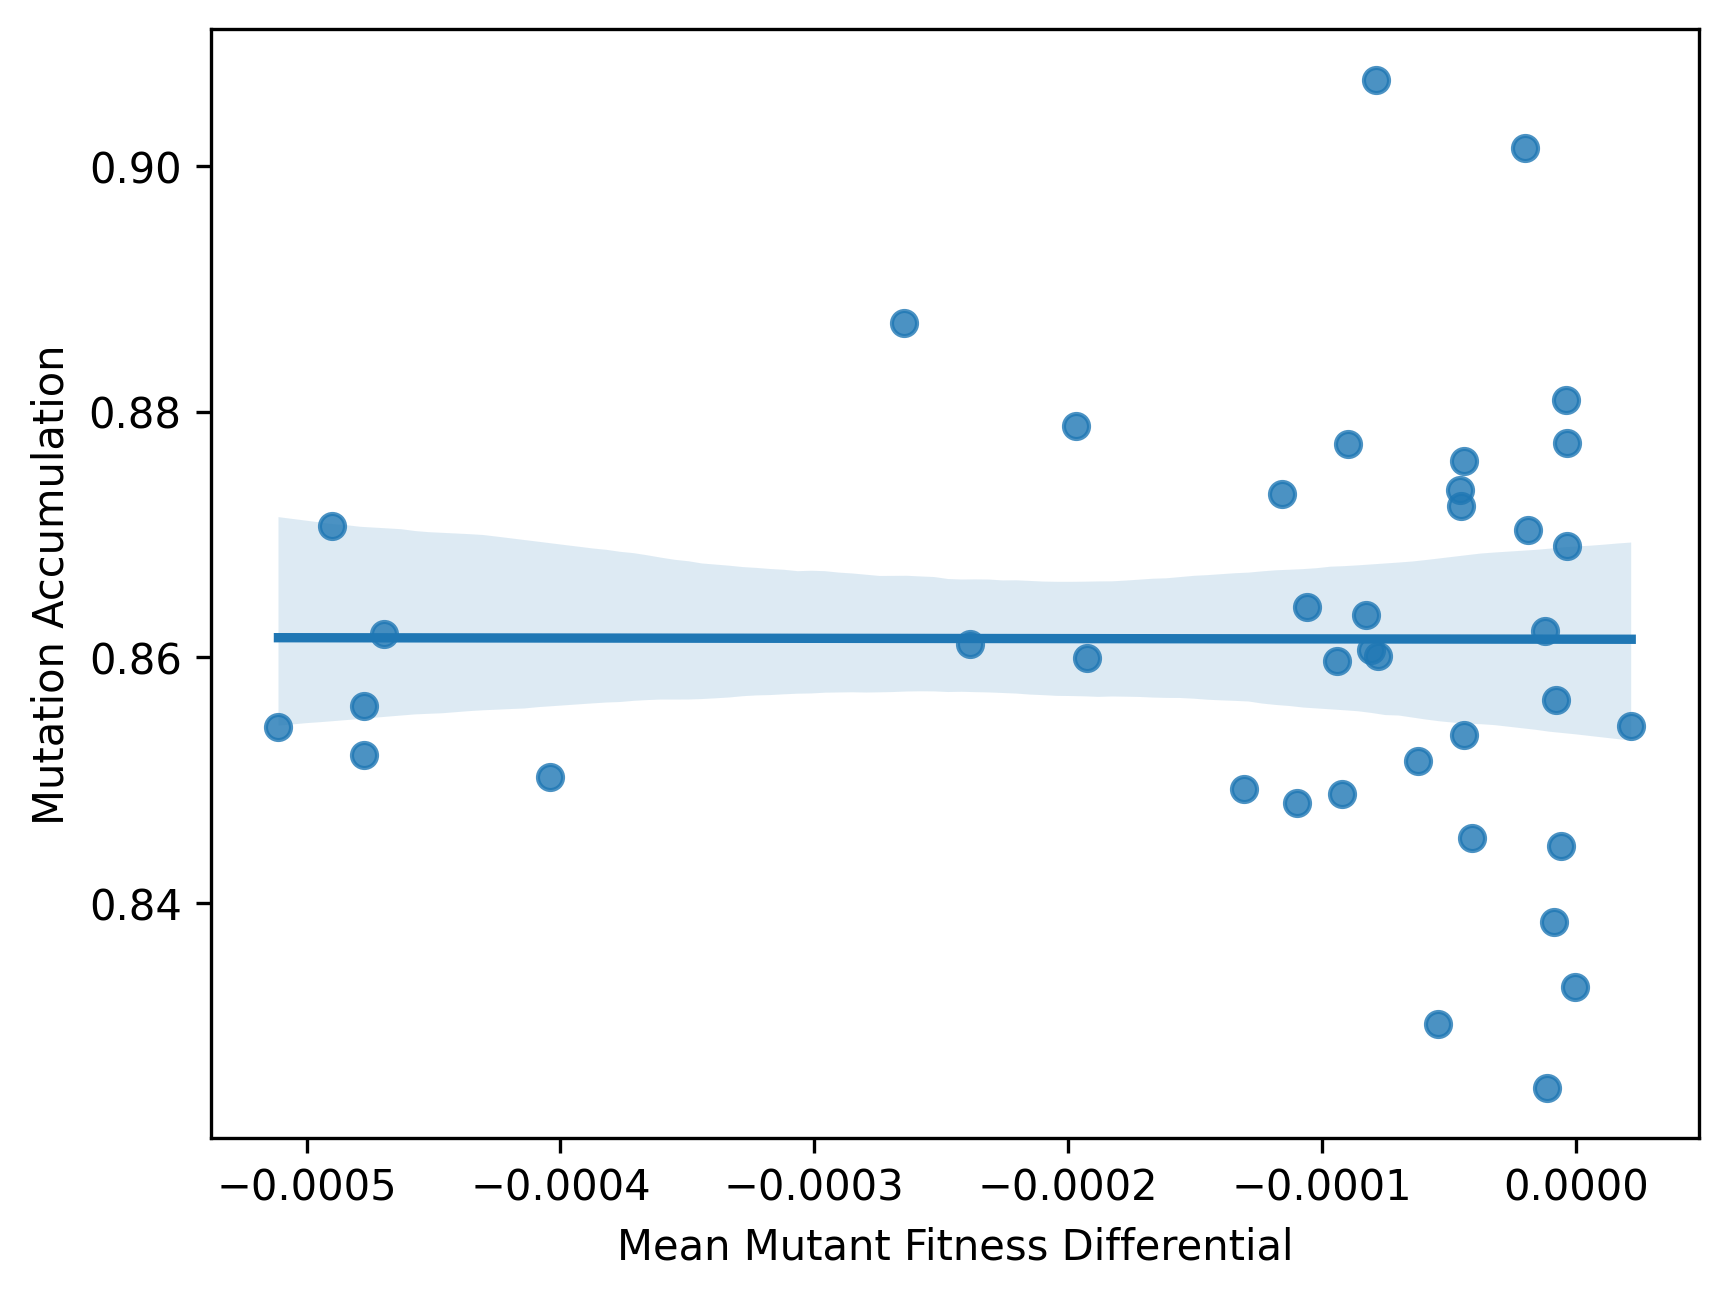 0.90
0.88
0.86
0.84
Mutation Accumulation
−0.0005 −0.0004 −0.0003 −0.0002 −0.0001 0.0000
Mean Mutant Fitness Differential